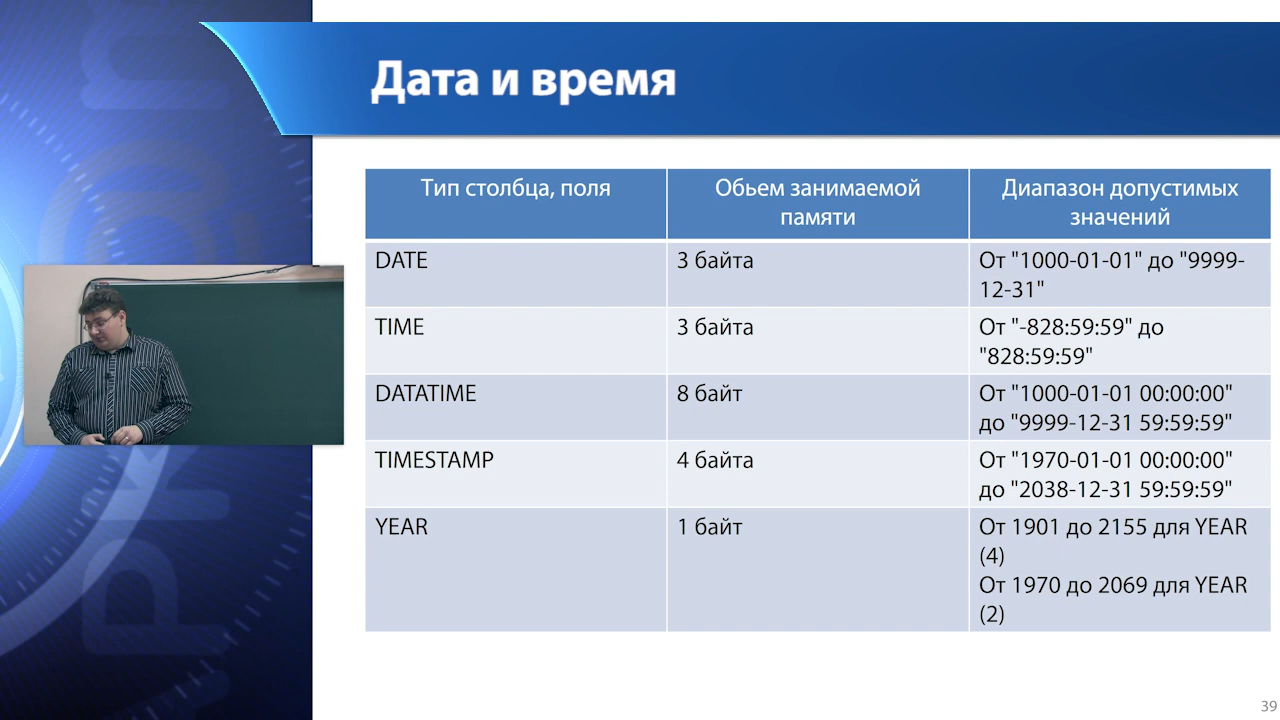 Дата и время
Тип столбца, поля
Обьем занимаемой
памяти
Диапазон допустимых
значений
DATE
3 байта
От "1000-01-01" до "9999-
12-31"
TIME
3 байта
От "-828:59:59" до
"828:59:59"
DATATIME
8 байт
От "1000-01-01 00:00:00"
до "9999-12-31 59:59:59"
TIMESTAMP
4 байта
От "1970-01-01 00:00:00"
до "2038-12-31 59:59:59"
YEAR
1 байт
От 1901 до 2155 для YEAR
(4)
От 1970 до 2069 для YEAR
(2)
39